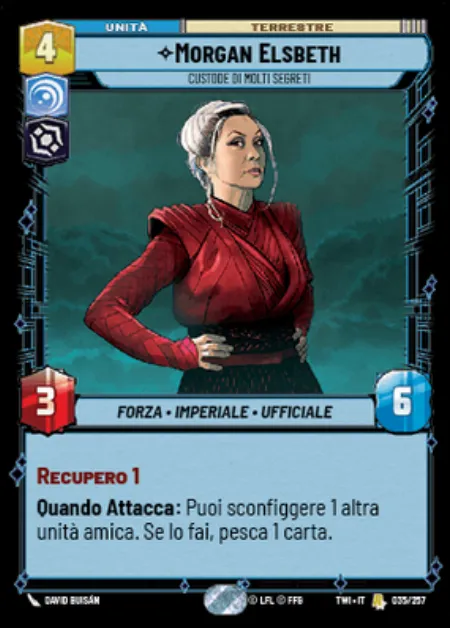 UNITÀ TERRESTRE
4
MORGAN ELSBETH
CUSTODE DI MOLTI SEGRETI
3
FORZA • IMPERIALE • UFFICIALE
6
RECUPERO 1
Quando Attacca: Puoi sconfiggere 1 altra
unità amica. Se lo fai, pesca 1 carta.
DAVID BUISÁN © LFL © FFG TWI • IT 035/257